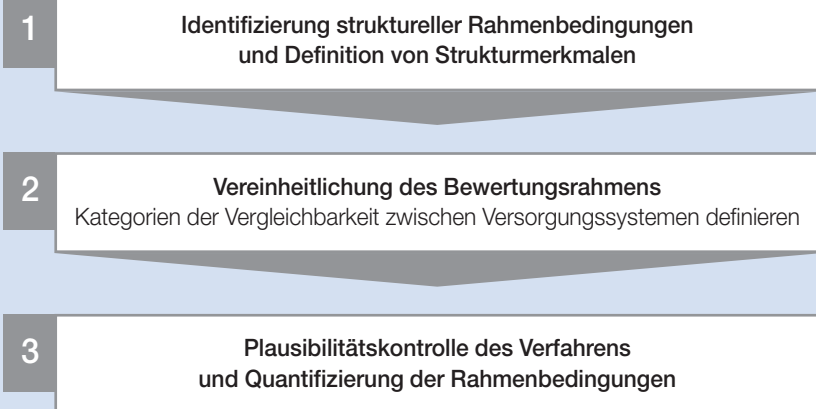 1
Identifizierung struktureller Rahmenbedingungen
und Definition von Strukturmerkmalen
2
Vereinheitlichung des Bewertungsrahmens
Kategorien der Vergleichbarkeit zwischen Versorgungssystemen definieren
3
Plausibilitätskontrolle des Verfahrens
und Quantifizierung der Rahmenbedingungen